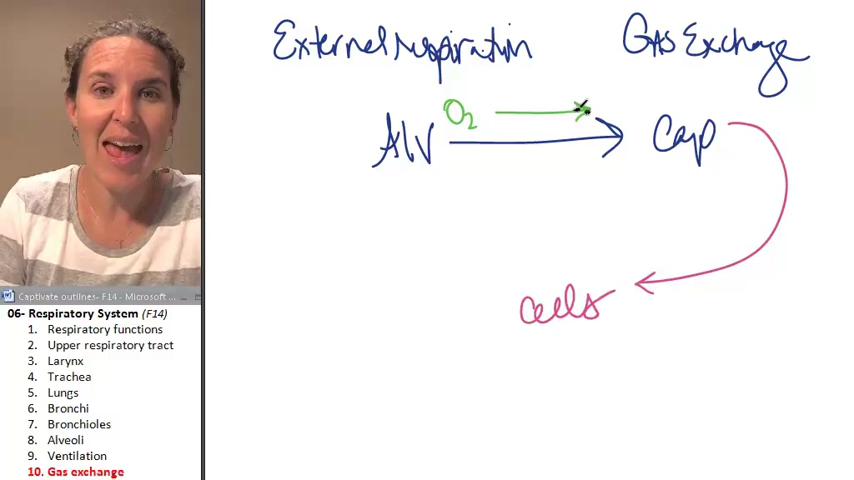 External respiration
Gas Exchange
O2
Alv
Cap
cells
Captivate outlines- F14 - Microsoft ...
06- Respiratory System (F14)
1. Respiratory functions
2. Upper respiratory tract
3. Larynx
4. Trachea
5. Lungs
6. Bronchi
7. Bronchioles
8. Alveoli
9. Ventilation
10. Gas exchange